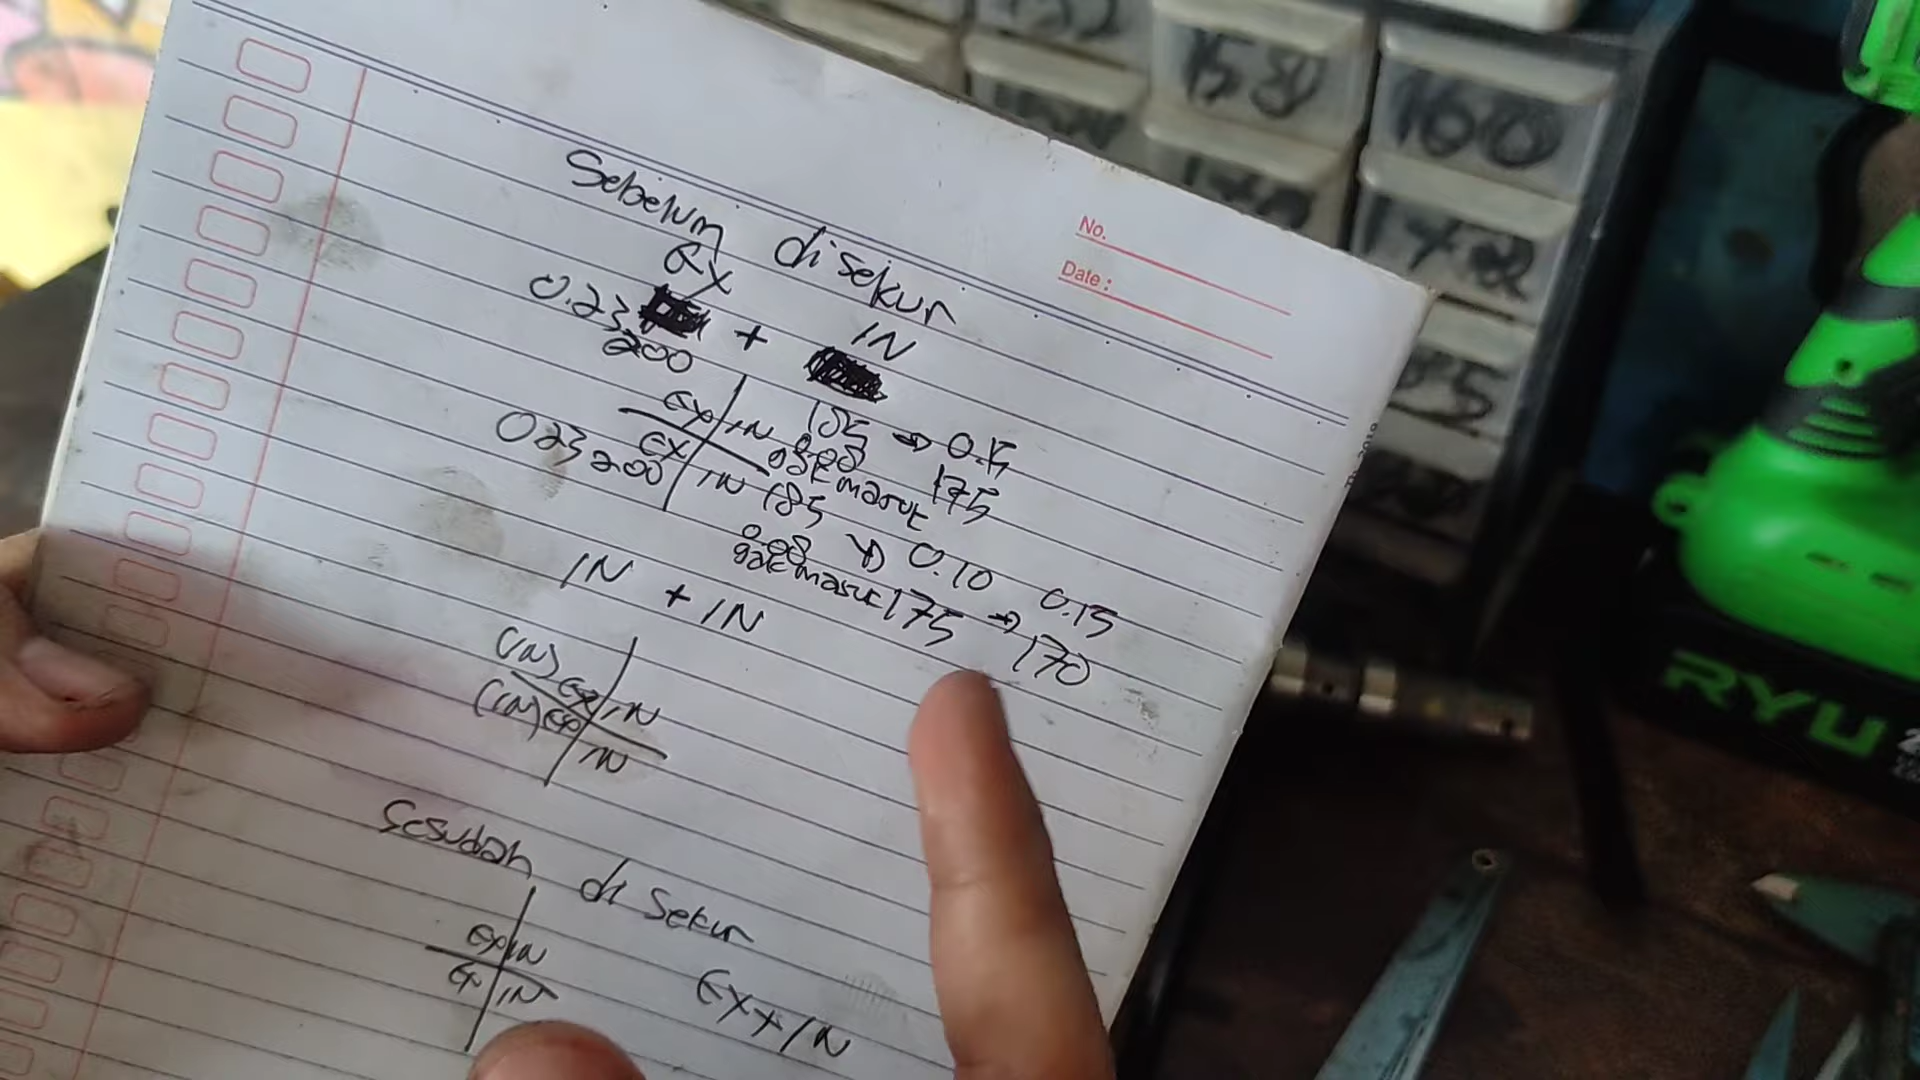 Sebelum disekur
No.
Date :
EX
IN
0.23 +
200
EX IN 185 → 0.15
0.08
gak masuk 175
0.23 200 EX IN 185
0.08 → 0.10 0.15
gak masuk 175 → 170
IN + IN
(IN) EX IN
(IN) EX IN
Sesudah di sekur
EX IN
EX IN
EX + IN
158
160
172
RYU